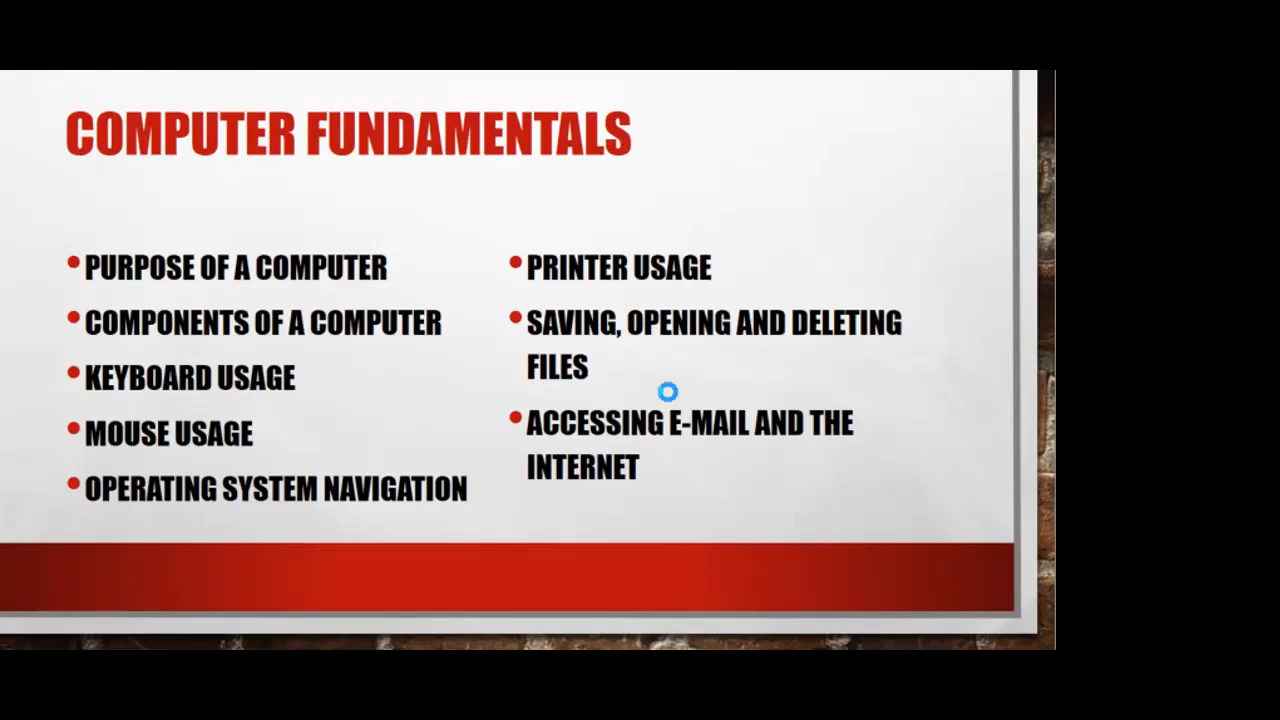 COMPUTER FUNDAMENTALS
•PURPOSE OF A COMPUTER
•COMPONENTS OF A COMPUTER
•KEYBOARD USAGE
•MOUSE USAGE
•OPERATING SYSTEM NAVIGATION
•PRINTER USAGE
•SAVING, OPENING AND DELETING
FILES
•ACCESSING E-MAIL AND THE
INTERNET